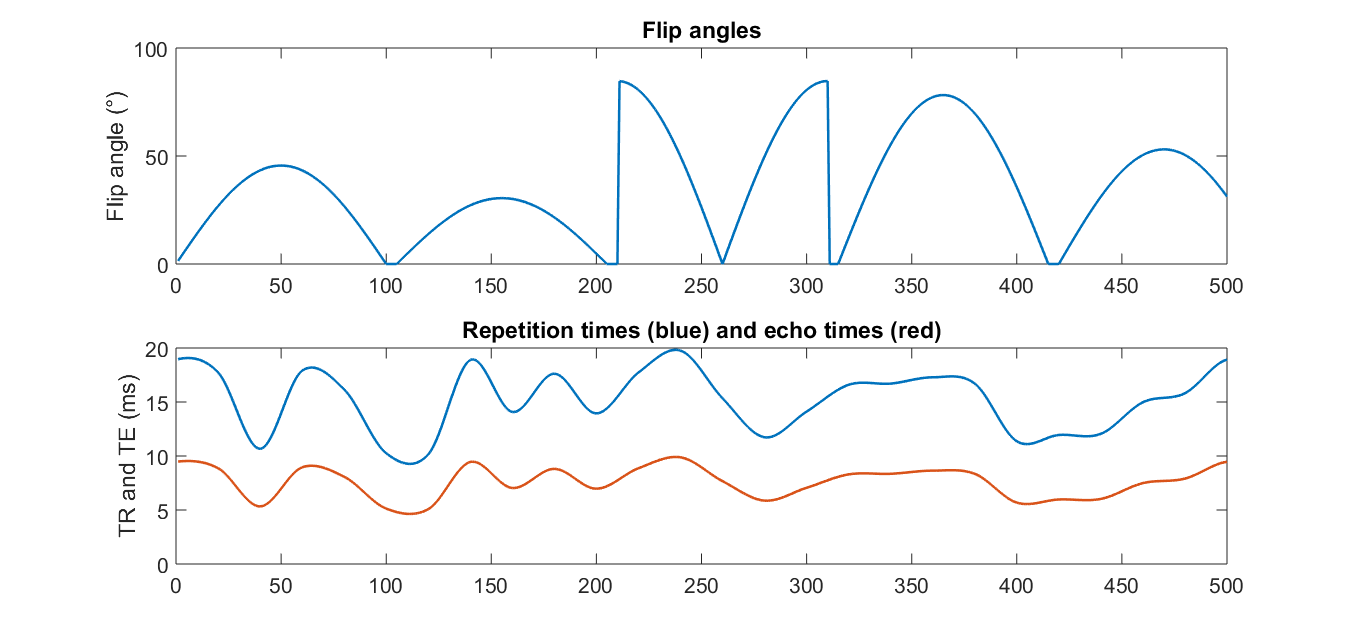 Flip angles
Flip angle (°)
100
50
0
0 50 100 150 200 250 300 350 400 450 500
Repetition times (blue) and echo times (red)
TR and TE (ms)
20
15
10
5
0
0 50 100 150 200 250 300 350 400 450 500